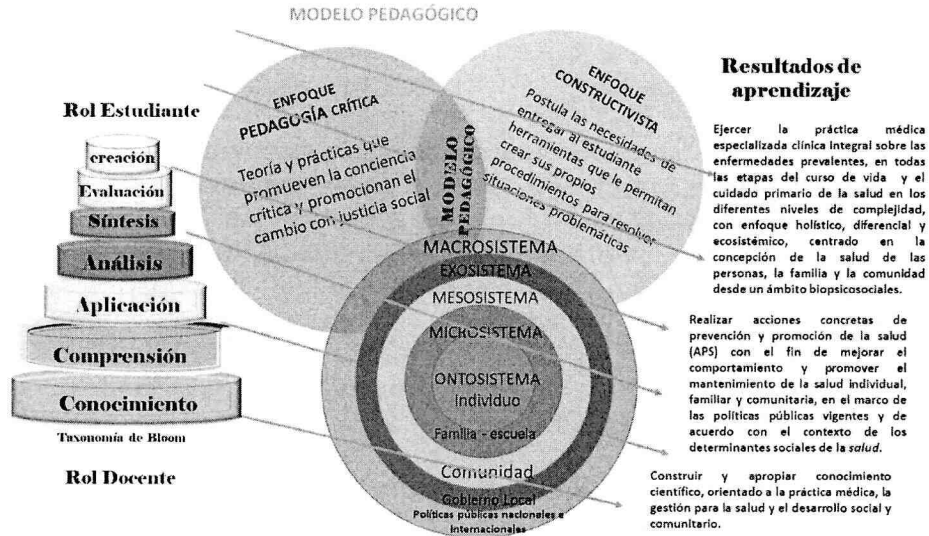 MODELO PEDAGÓGICO
Rol Estudiante
creación
Evaluación
Síntesis
Análisis
Aplicación
Comprensión
Conocimiento
Taxonomía de Bloom
Rol Docente
ENFOQUE
PEDAGOGÍA CRÍTICA
Teoría y prácticas que
promueven la conciencia
crítica y promocionan el
cambio con justicia social
MODELO
PEDAGÓGICO
ENFOQUE
CONSTRUCTIVISTA
Postula las necesidades de
entregar al estudiante
herramientas que le permitan
crear sus propios
procedimientos para resolver
situaciones problemáticas
MACROSISTEMA
EXOSISTEMA
MESOSISTEMA
MICROSISTEMA
ONTOSISTEMA
Individuo
Familia - escuela
Comunidad
Gobierno Local
Políticas públicas nacionales e
Internacionales
Resultados de
aprendizaje
Ejercer la práctica médica
especializada clínica integral sobre las
enfermedades prevalentes, en todas
las etapas del curso de vida y el
cuidado primario de la salud en los
diferentes niveles de complejidad,
con enfoque holístico, diferencial y
ecosistémico, centrado en la
concepción de la salud de las
personas, la familia y la comunidad
desde un ámbito biopsicosociales.
Realizar acciones concretas de
prevención y promoción de la salud
(APS) con el fin de mejorar el
comportamiento y promover el
mantenimiento de la salud individual,
familiar y comunitaria, en el marco de
las políticas públicas vigentes y de
acuerdo con el contexto de los
determinantes sociales de la salud.
Construir y apropiar conocimiento
científico, orientado a la práctica médica, la
gestión para la salud y el desarrollo social y
comunitario.